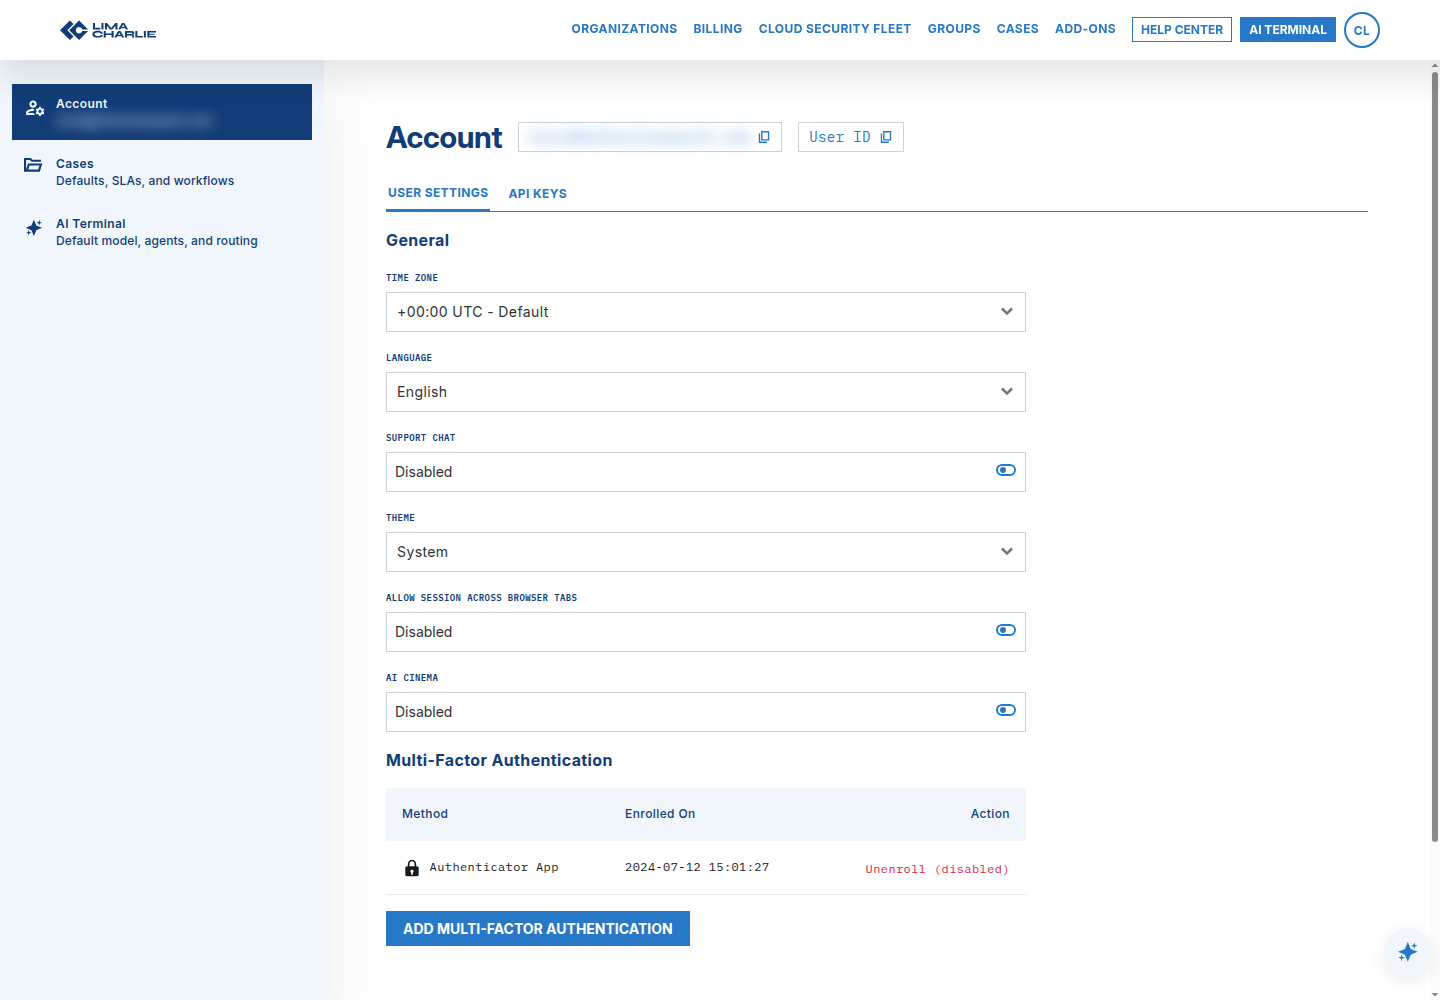 LIMA
CHARLIE
ORGANIZATIONS BILLING CLOUD SECURITY FLEET GROUPS CASES ADD-ONS HELP CENTER AI TERMINAL CL
Account
Cases
Defaults, SLAs, and workflows
AI Terminal
Default model, agents, and routing
Account User ID
USER SETTINGS API KEYS
General
TIME ZONE
+00:00 UTC - Default
LANGUAGE
English
SUPPORT CHAT
Disabled
THEME
System
ALLOW SESSION ACROSS BROWSER TABS
Disabled
AI CINEMA
Disabled
Multi-Factor Authentication
Method Enrolled On Action
Authenticator App 2024-07-12 15:01:27 Unenroll (disabled)
ADD MULTI-FACTOR AUTHENTICATION